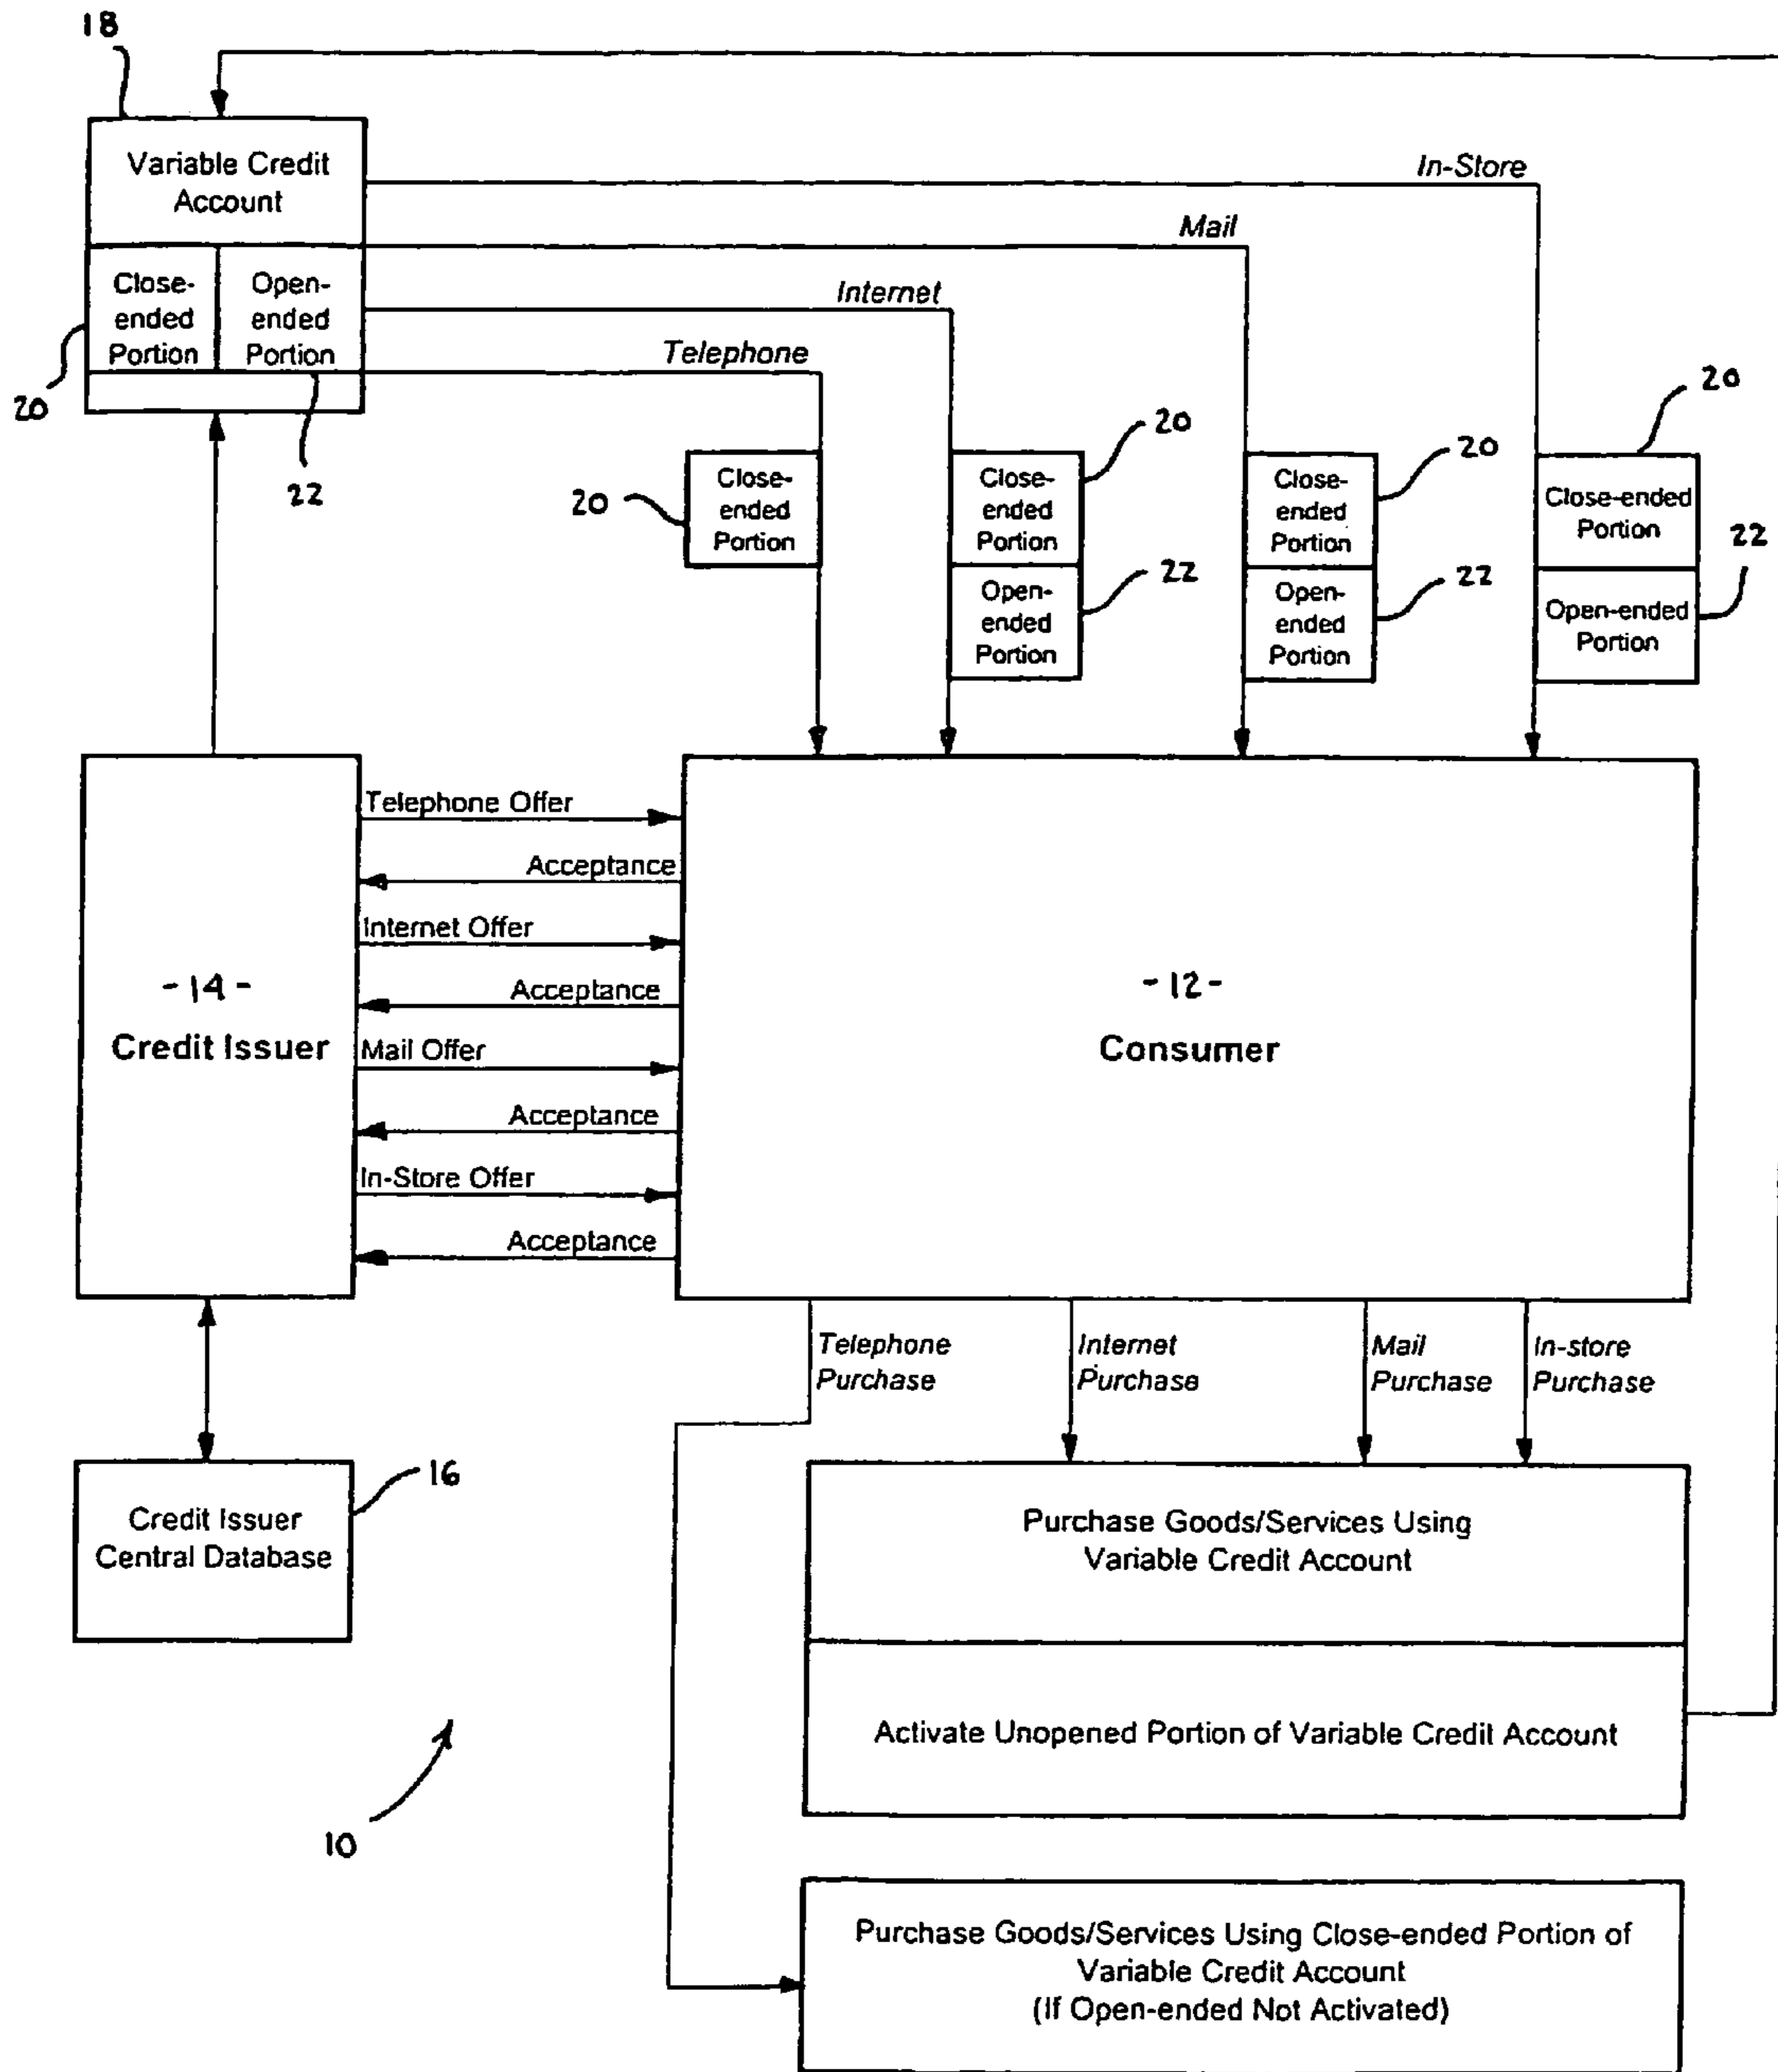 18
Variable Credit
Account
In-Store
Mail
Close-
ended
Portion
Open-
ended
Portion
Internet
Telephone
20
22
20
Close-
ended
Portion
20
Close-
ended
Portion
22
Open-
ended
Portion
20
Close-
ended
Portion
22
Open-
ended
Portion
20
Close-ended
Portion
22
Open-ended
Portion
Telephone Offer
Acceptance
Internet Offer
Acceptance
Mail Offer
Acceptance
In-Store Offer
Acceptance
-14-
Credit Issuer
-12-
Consumer
Telephone
Purchase
Internet
Purchase
Mail
Purchase
In-store
Purchase
16
Credit Issuer
Central Database
Purchase Goods/Services Using
Variable Credit Account
Activate Unopened Portion of Variable Credit Account
10
Purchase Goods/Services Using Close-ended Portion of
Variable Credit Account
(If Open-ended Not Activated)